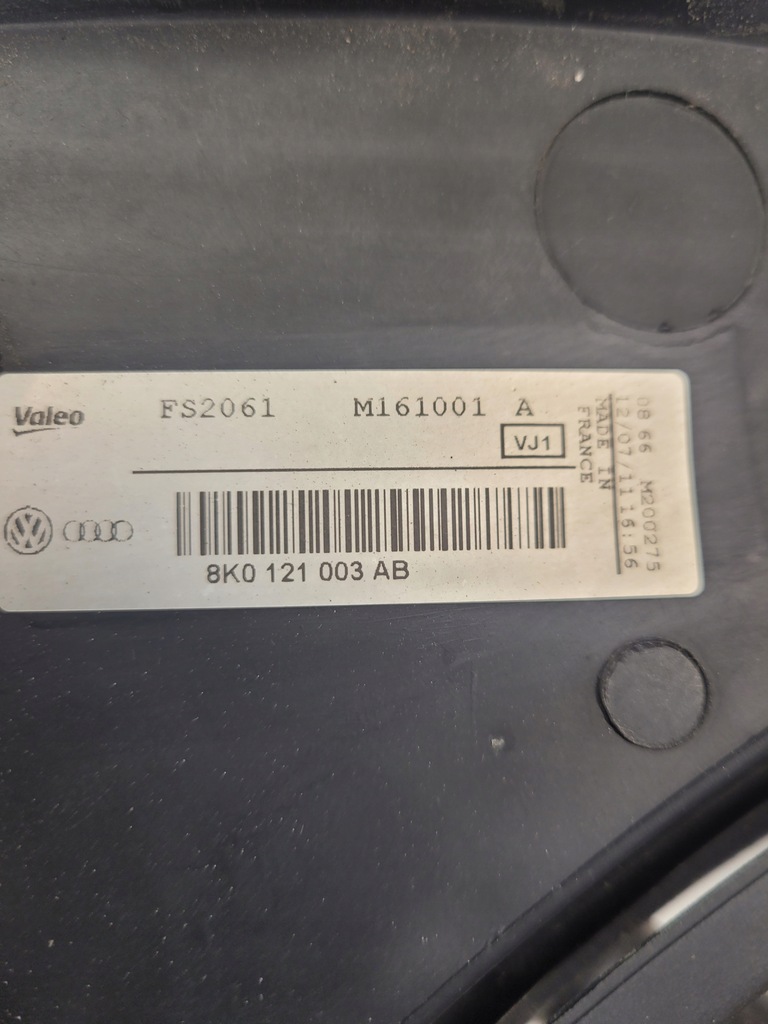 Valeo
FS2061 M161001 A
VJ1
8K0 121 003 AB
MADE IN
FRANCE
08 66 M200275
12/07/11 16:56